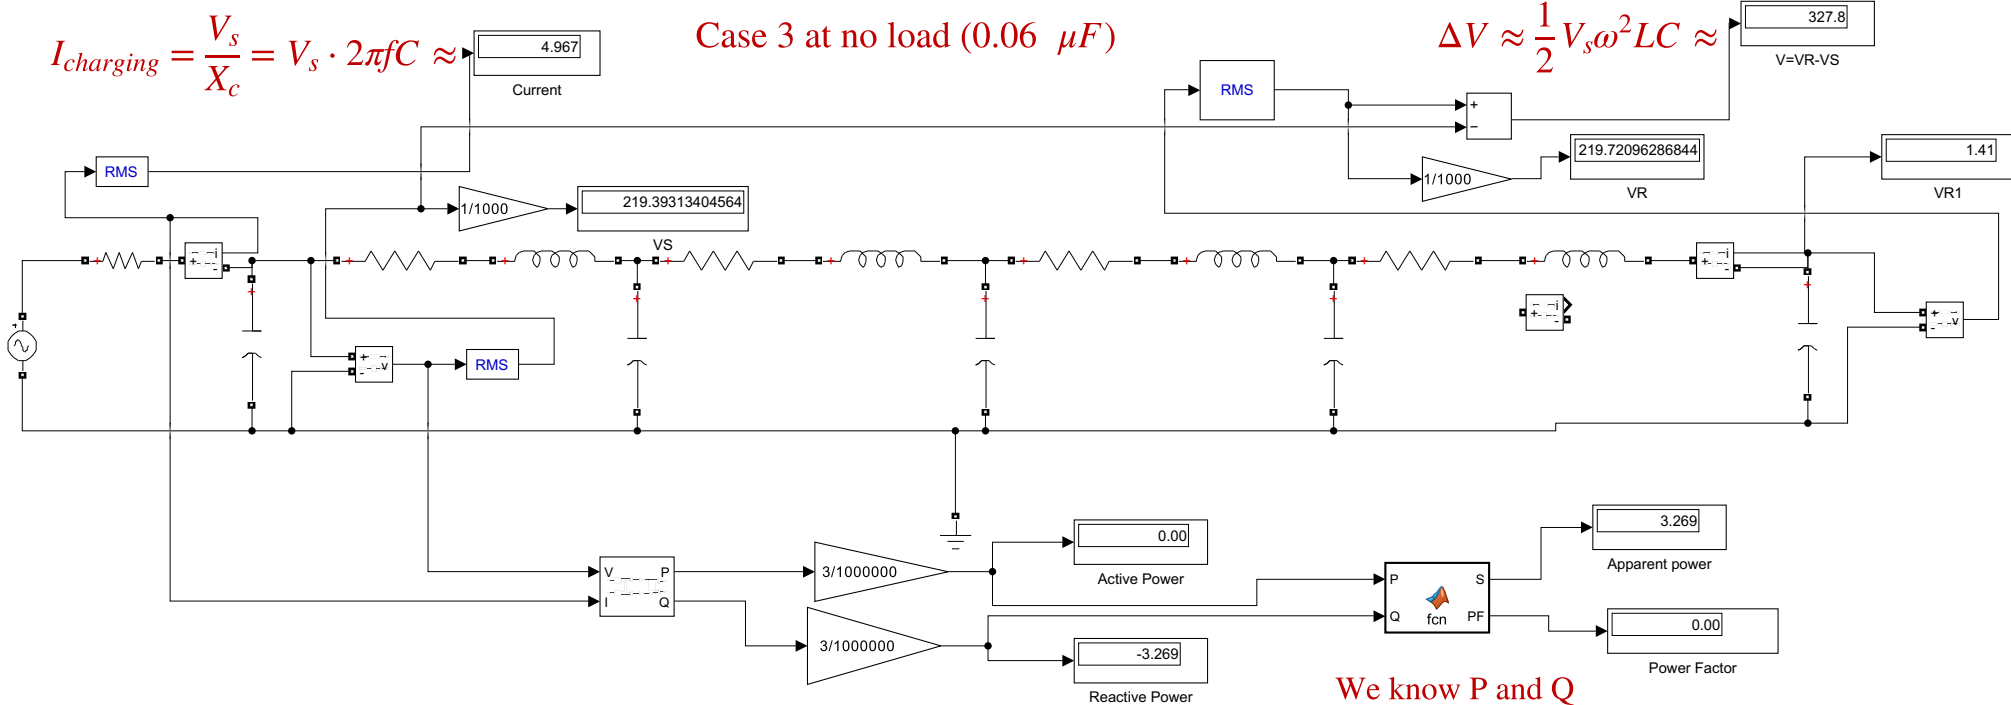 I_charging = V_s / X_c = V_s · 2πfC ≈
4.967
Current
Case 3 at no load (0.06 μF)
ΔV ≈ 1/2 V_s ω² LC ≈
327.8
V=VR-VS
RMS
+
−
1/1000
219.72096286844
VR
1.41
VR1
RMS
1/1000
219.39313404564
VS
i
+
-
i
+
-
i
+
-
+
-
v
+
-
v
RMS
V
I
P
Q
3/1000000
3/1000000
0.00
Active Power
-3.269
Reactive Power
P
Q
fcn
S
PF
3.269
Apparent power
0.00
Power Factor
We know P and Q